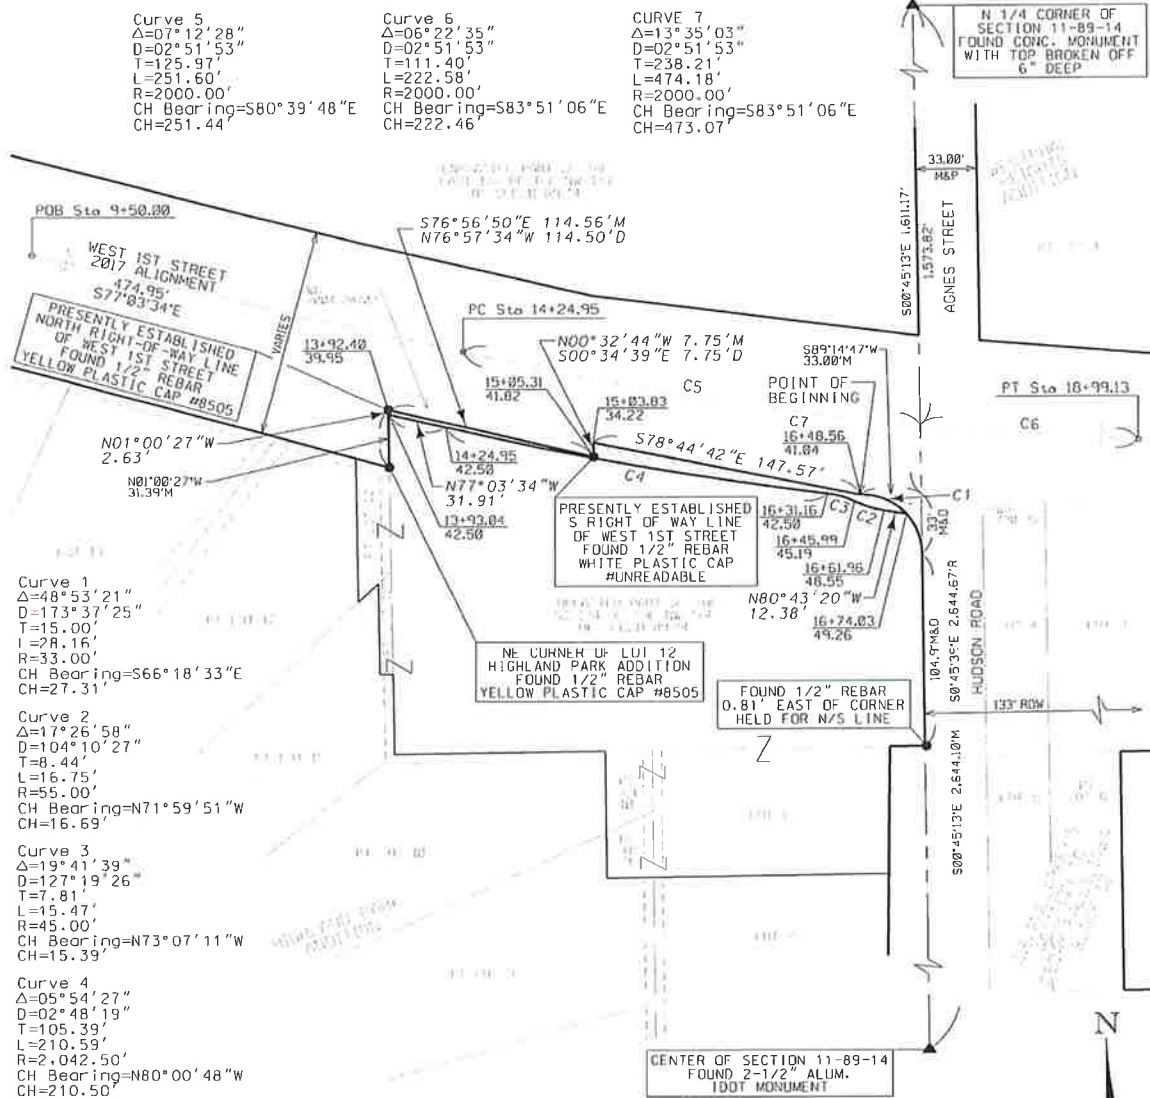 Curve 5
Δ=07°12'28"
D=02°51'53"
T=125.97'
L=251.60'
R=2000.00'
CH Bearing=S80°39'48"E
CH=251.44'
Curve 6
Δ=06°22'35"
D=02°51'53"
T=111.40'
L=222.58'
R=2000.00'
CH Bearing=S83°51'06"E
CH=222.46'
CURVE 7
Δ=13°35'03"
D=02°51'53"
T=238.21'
L=474.18'
R=2000.00'
CH Bearing=S83°51'06"E
CH=473.07'
N 1/4 CORNER OF
SECTION 11-89-14
FOUND CONC. MONUMENT
WITH TOP BROKEN OFF
6" DEEP
33.00'
M&P
S00°45'13"E 1,611.17'
1,573.82'
AGNES STREET
POB Sta 9+50.00
WEST 1ST STREET
2017 ALIGNMENT
474.95'
S77°03'34"E
PRESENTLY ESTABLISHED
NORTH RIGHT-OF-WAY LINE
OF WEST 1ST STREET
FOUND 1/2" REBAR
YELLOW PLASTIC CAP #8505
VARIES
S76°56'50"E 114.56'M
N76°57'34"W 114.50'D
PC Sta 14+24.95
13+92.40
39.95
N00°32'44"W 7.75'M
S00°34'39"E 7.75'D
S89°14'47"W
33.00'M
C5
15+05.31
41.82
15+03.83
34.22
POINT OF
BEGINNING
C7
16+48.56
41.04
PT Sta 18+99.13
C6
N01°00'27"W
2.63'
N01°00'27"W
31.39'M
14+24.95
42.50
N77°03'34"W
31.91'
13+93.04
42.50
S78°44'42"E 147.57'
C4
C3
C2
C1
33'
M&D
PRESENTLY ESTABLISHED
S RIGHT OF WAY LINE
OF WEST 1ST STREET
FOUND 1/2" REBAR
WHITE PLASTIC CAP
#UNREADABLE
16+31.16
42.50
16+45.99
45.19
16+61.96
48.55
N80°43'20"W
12.38'
16+74.03
49.26
104.9'M&D
S0°45'39"E 2,644.67'R
HUDSON ROAD
133' ROW
NE CORNER OF LOT 12
HIGHLAND PARK ADDITION
FOUND 1/2" REBAR
YELLOW PLASTIC CAP #8505
FOUND 1/2" REBAR
0.81' EAST OF CORNER
HELD FOR N/S LINE
Z
S00°45'13"E 2,644.10'M
Curve 1
Δ=48°53'21"
D=173°37'25"
T=15.00'
L=28.16'
R=33.00'
CH Bearing=S66°18'33"E
CH=27.31'
Curve 2
Δ=17°26'58"
D=104°10'27"
T=8.44'
L=16.75'
R=55.00'
CH Bearing=N71°59'51"W
CH=16.69'
Curve 3
Δ=19°41'39"
D=127°19'26"
T=7.81'
L=15.47'
R=45.00'
CH Bearing=N73°07'11"W
CH=15.39'
Curve 4
Δ=05°54'27"
D=02°48'19"
T=105.39'
L=210.59'
R=2,042.50'
CH Bearing=N80°00'48"W
CH=210.50'
CENTER OF SECTION 11-89-14
FOUND 2-1/2" ALUM.
IDOT MONUMENT
N